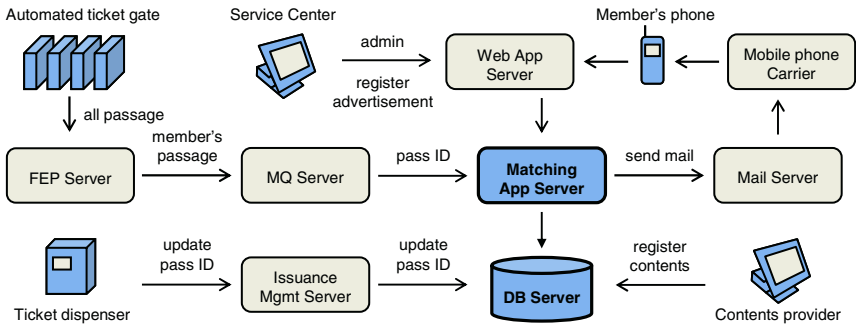 Automated ticket gate
Service Center
Member's phone
admin
register
advertisement
Web App
Server
Mobile phone
Carrier
all passage
member's
passage
pass ID
send mail
FEP Server
MQ Server
Matching
App Server
Mail Server
update
pass ID
update
pass ID
register
contents
Issuance
Mgmt Server
DB Server
Ticket dispenser
Contents provider